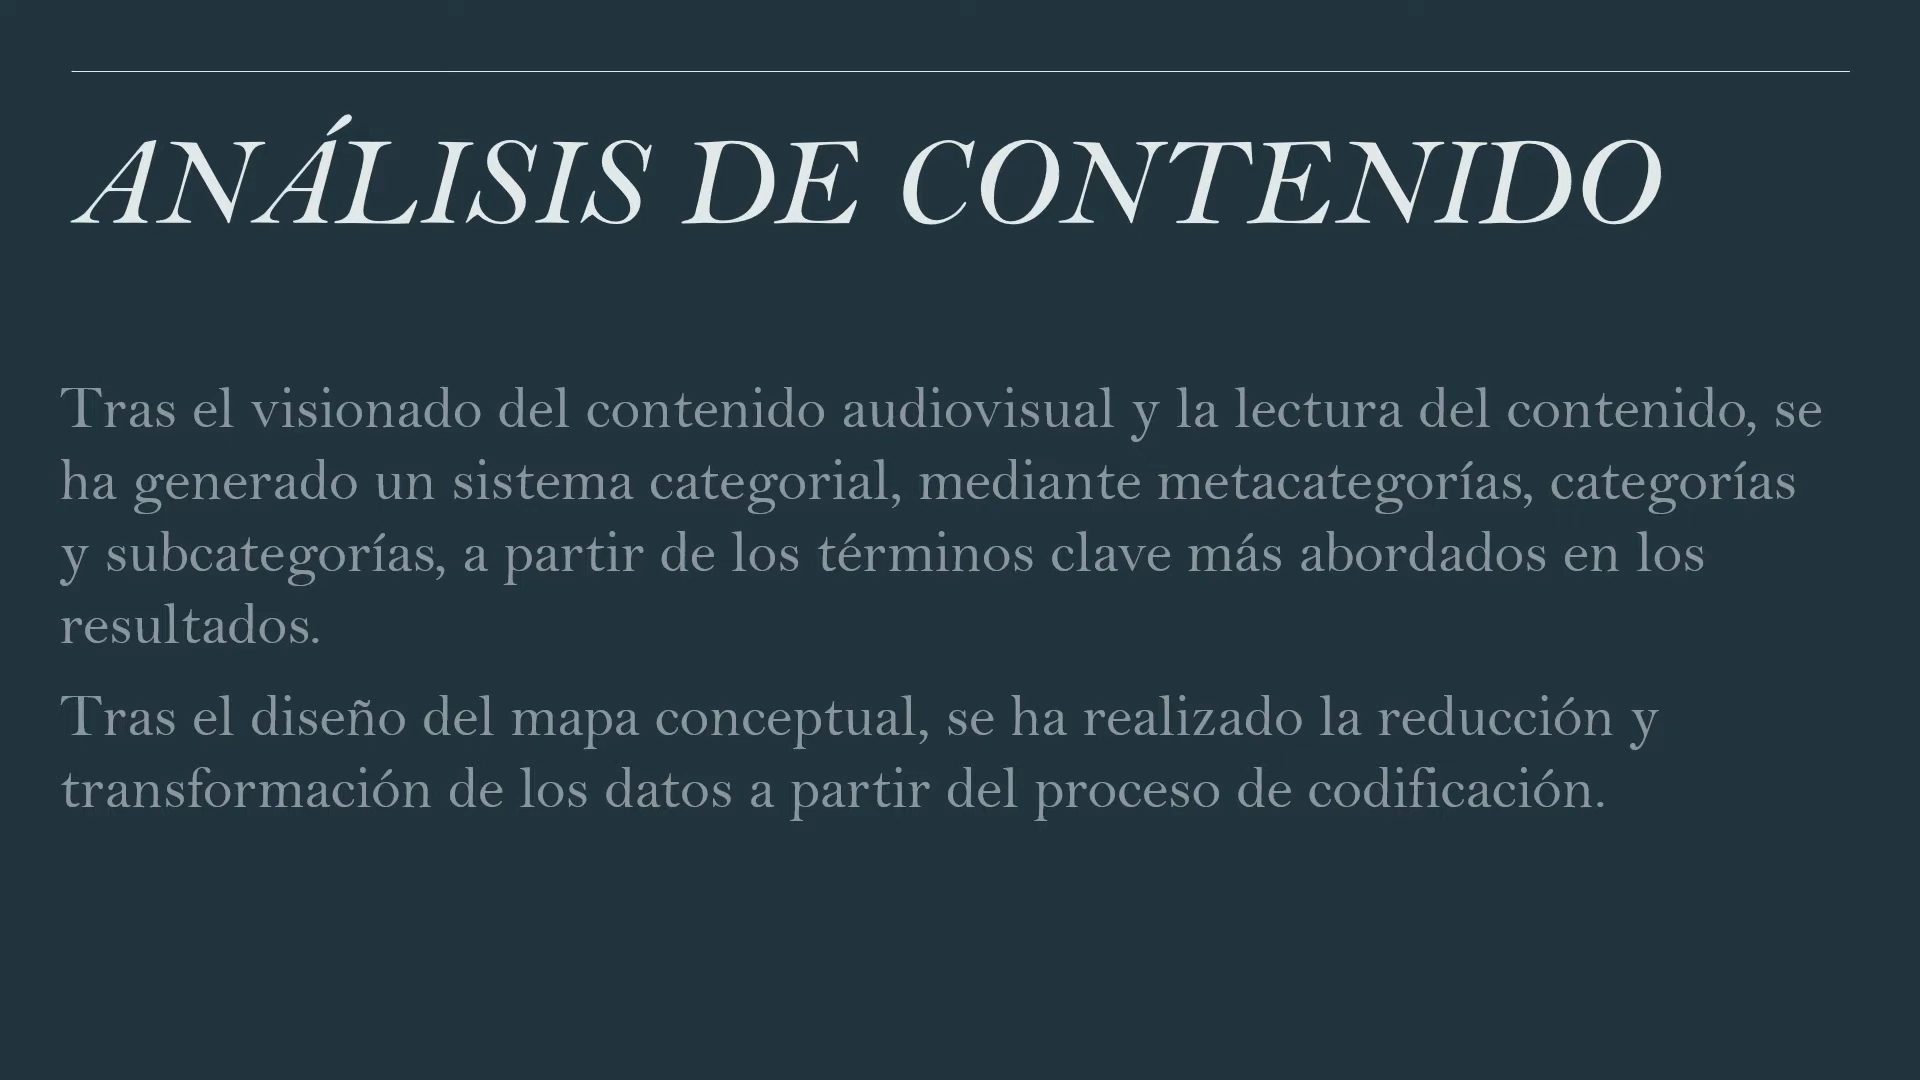 ANÁLISIS DE CONTENIDO
Tras el visionado del contenido audiovisual y la lectura del contenido, se
ha generado un sistema categorial, mediante metacategorías, categorías
y subcategorías, a partir de los términos clave más abordados en los
resultados.
Tras el diseño del mapa conceptual, se ha realizado la reducción y
transformación de los datos a partir del proceso de codificación.